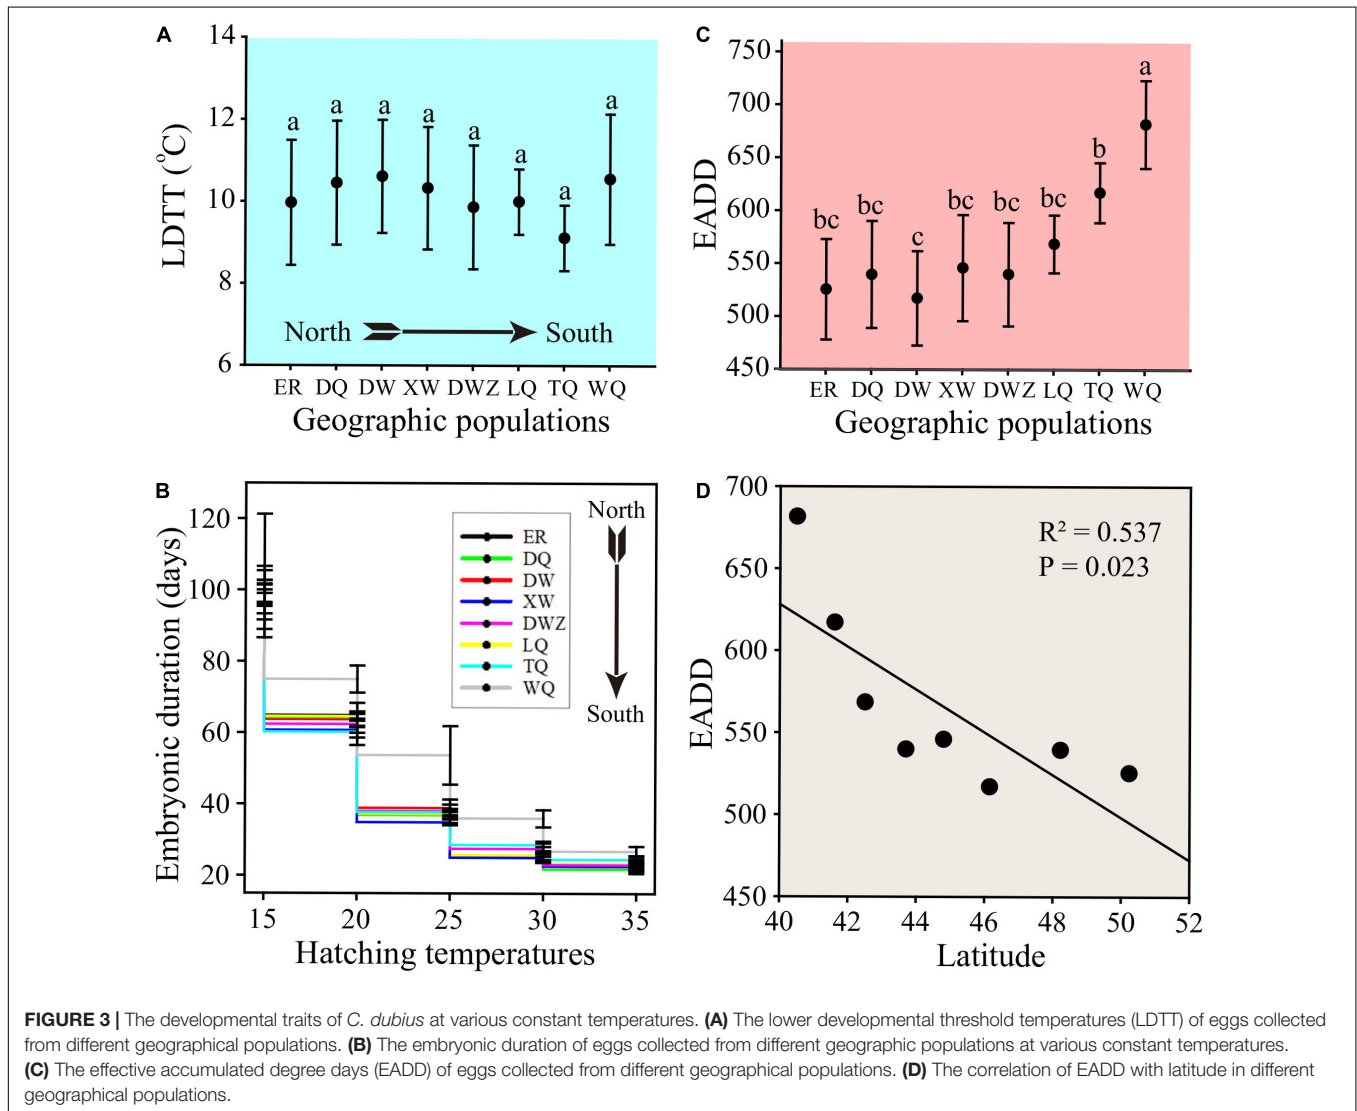 A
14
12
10
8
6
LDTT (°C)
a a a a a a a a
North South
ER DQ DW XW DWZ LQ TQ WQ
Geographic populations
C
750
700
650
600
550
500
450
EADD
bc bc c bc bc bc b a
ER DQ DW XW DWZ LQ TQ WQ
Geographic populations
B
120
100
80
60
40
20
Embryonic duration (days)
ER
DQ
DW
XW
DWZ
LQ
TQ
WQ
North
South
15 20 25 30 35
Hatching temperatures
D
700
650
600
550
500
450
EADD
R² = 0.537
P = 0.023
40 42 44 46 48 50 52
Latitude
FIGURE 3 | The developmental traits of C. dubius at various constant temperatures. (A) The lower developmental threshold temperatures (LDTT) of eggs collected
from different geographical populations. (B) The embryonic duration of eggs collected from different geographic populations at various constant temperatures.
(C) The effective accumulated degree days (EADD) of eggs collected from different geographical populations. (D) The correlation of EADD with latitude in different
geographical populations.